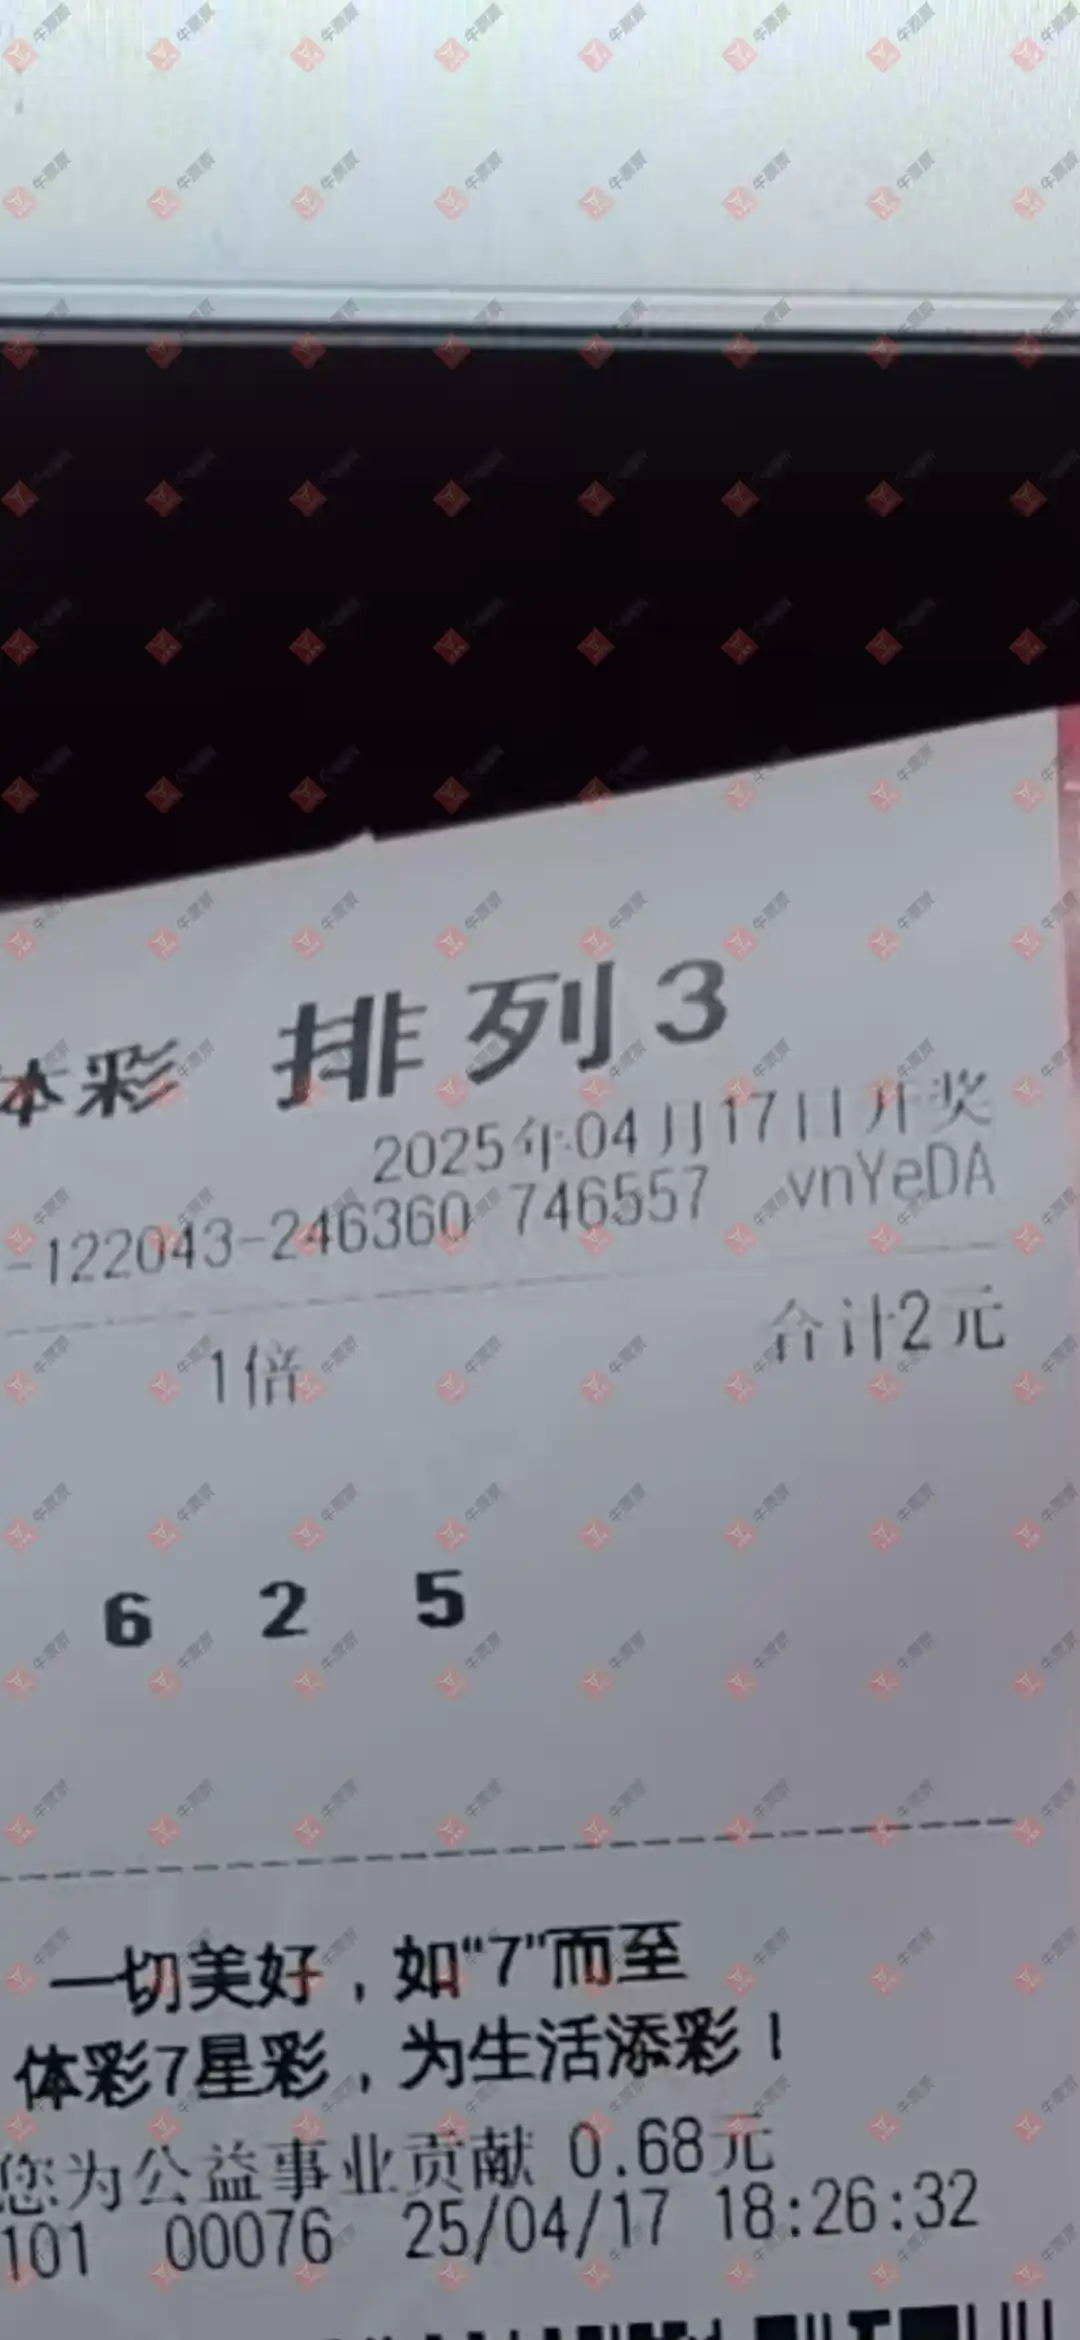 体彩 排列3
2025年04月17日开奖
-122043-246360 746557 vnYeDA
1倍 合计2元
6 2 5
一切美好，如“7”而至
体彩7星彩，为生活添彩！
您为公益事业贡献 0.68元
101 00076 25/04/17 18:26:32